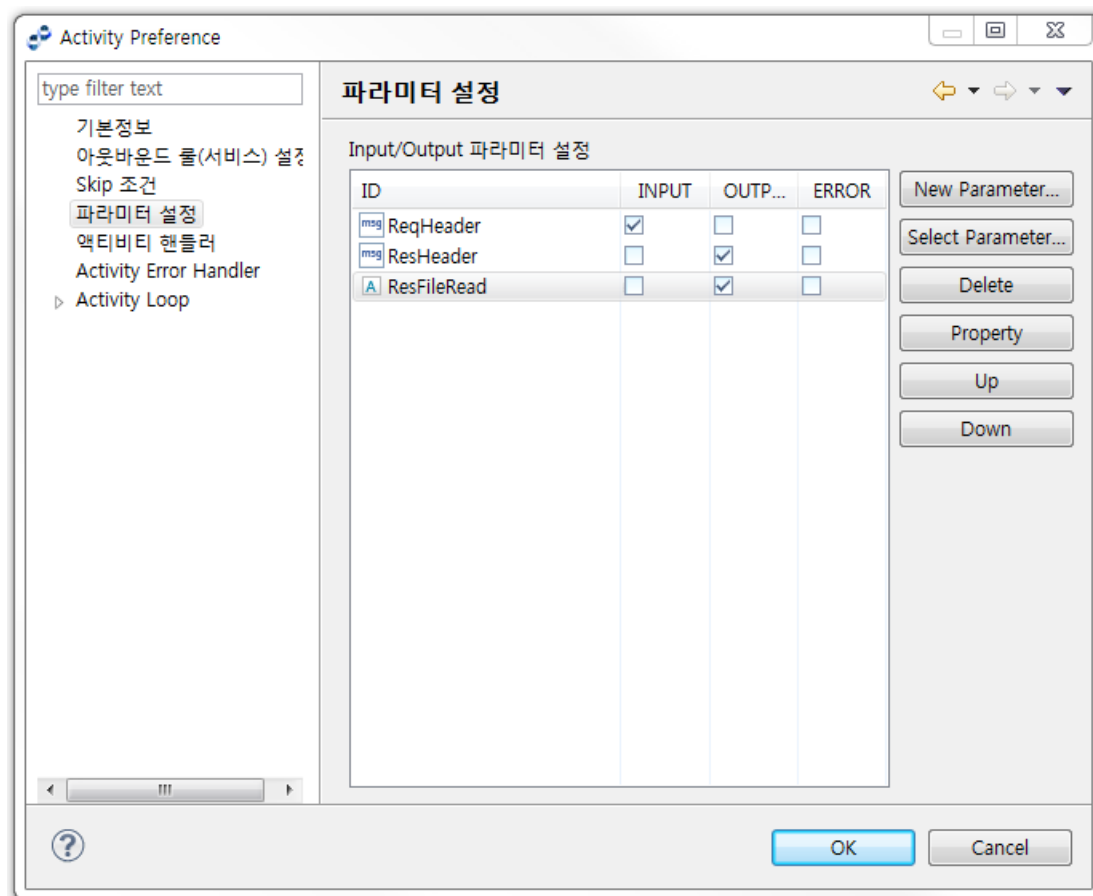 Activity Preference
type filter text
기본정보
아웃바운드 룰(서비스) 설정
Skip 조건
파라미터 설정
액티비티 핸들러
Activity Error Handler
Activity Loop
파라미터 설정
Input/Output 파라미터 설정
ID INPUT OUTP... ERROR
msg ReqHeader
msg ResHeader
A ResFileRead
New Parameter...
Select Parameter...
Delete
Property
Up
Down
?
OK Cancel